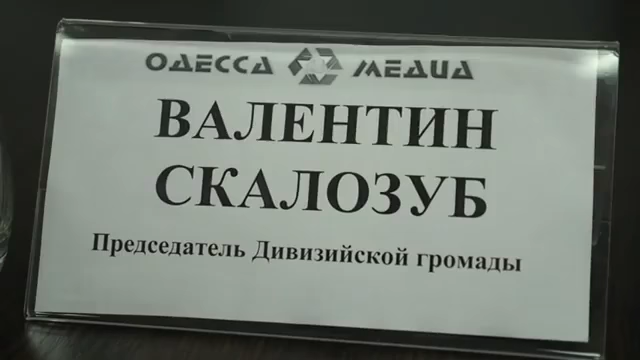 ОДЕССА МЕДИА
ВАЛЕНТИН
СКАЛОЗУБ
Председатель Дивизийской громады